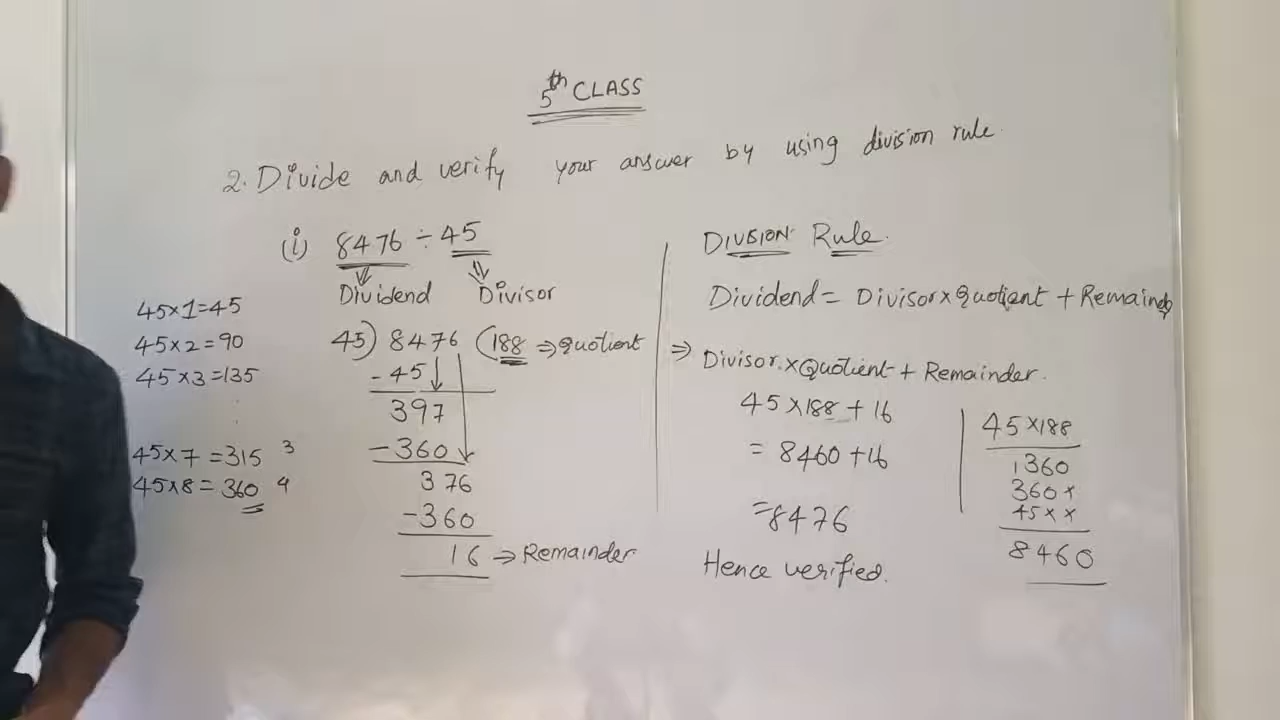 5th CLASS
2. Divide and verify your answer by using division rule.
(i) 8476 ÷ 45
Dividend Divisor
45×1=45
45×2=90
45×3=135
45×7=315 3
45×8=360 4
45) 8476 (188 ⇒ Quotient
-45
397
-360
376
-360
16 ⇒ Remainder
DIVISION Rule.
Dividend = Divisor×Quotient + Remainder
⇒ Divisor×Quotient + Remainder.
45×188 + 16
= 8460+16
=8476
Hence verified.
45×188
1360
360×
45××
8460